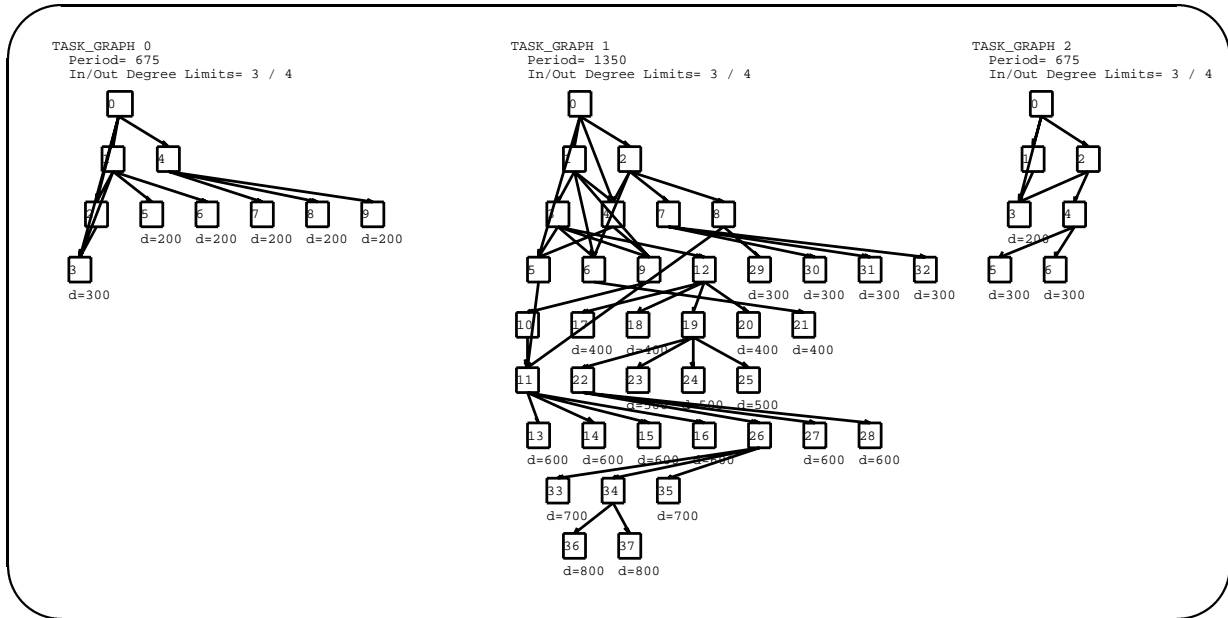 TASK_GRAPH 0
Period= 675
In/Out Degree Limits= 3 / 4
0
1 4
2 5 6 7 8 9
d=200 d=200 d=200 d=200 d=200
3
d=300
TASK_GRAPH 1
Period= 1350
In/Out Degree Limits= 3 / 4
0
1 2
3 4 7 8
5 6 9 12 29 30 31 32
d=300 d=300 d=300 d=300
10 17 18 19 20 21
d=400 d=400 d=400 d=400
11 22 23 24 25
d=500 d=500 d=500
13 14 15 16 26 27 28
d=600 d=600 d=600 d=600 d=600 d=600
33 34 35
d=700 d=700
36 37
d=800 d=800
TASK_GRAPH 2
Period= 675
In/Out Degree Limits= 3 / 4
0
1 2
3 4
d=200
5 6
d=300 d=300